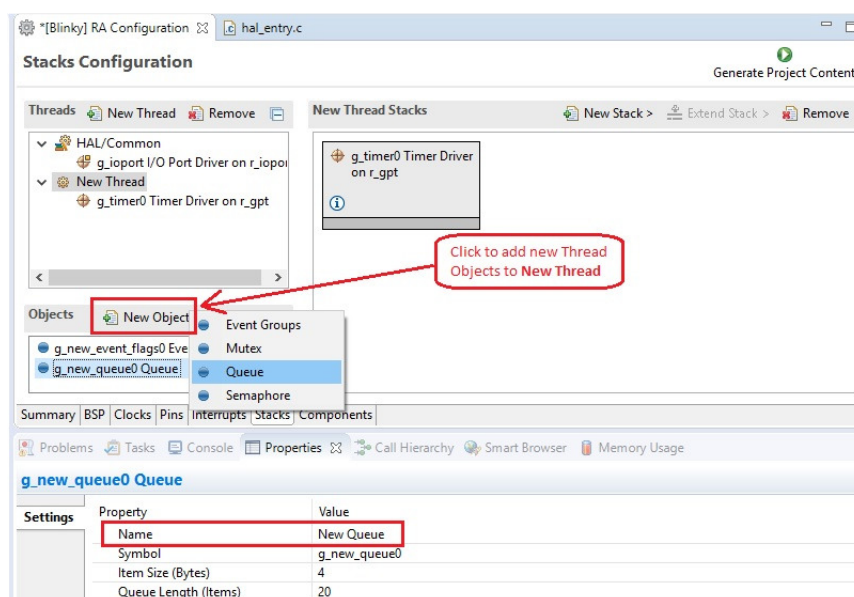 *[Blinky] RA Configuration hal_entry.c
Stacks Configuration
Generate Project Content
Threads New Thread Remove
New Thread Stacks New Stack > Extend Stack > Remove
HAL/Common
g_ioport I/O Port Driver on r_iopo
New Thread
g_timer0 Timer Driver on r_gpt
g_timer0 Timer Driver
on r_gpt
Click to add new Thread
Objects to New Thread
Objects New Object
g_new_event_flags0 Eve
g_new_queue0 Queue
Event Groups
Mutex
Queue
Semaphore
Summary BSP Clocks Pins Interrupts Stacks Components
Problems Tasks Console Properties Call Hierarchy Smart Browser Memory Usage
g_new_queue0 Queue
Settings
Property Value
Name New Queue
Symbol g_new_queue0
Item Size (Bytes) 4
Queue Length (Items) 20